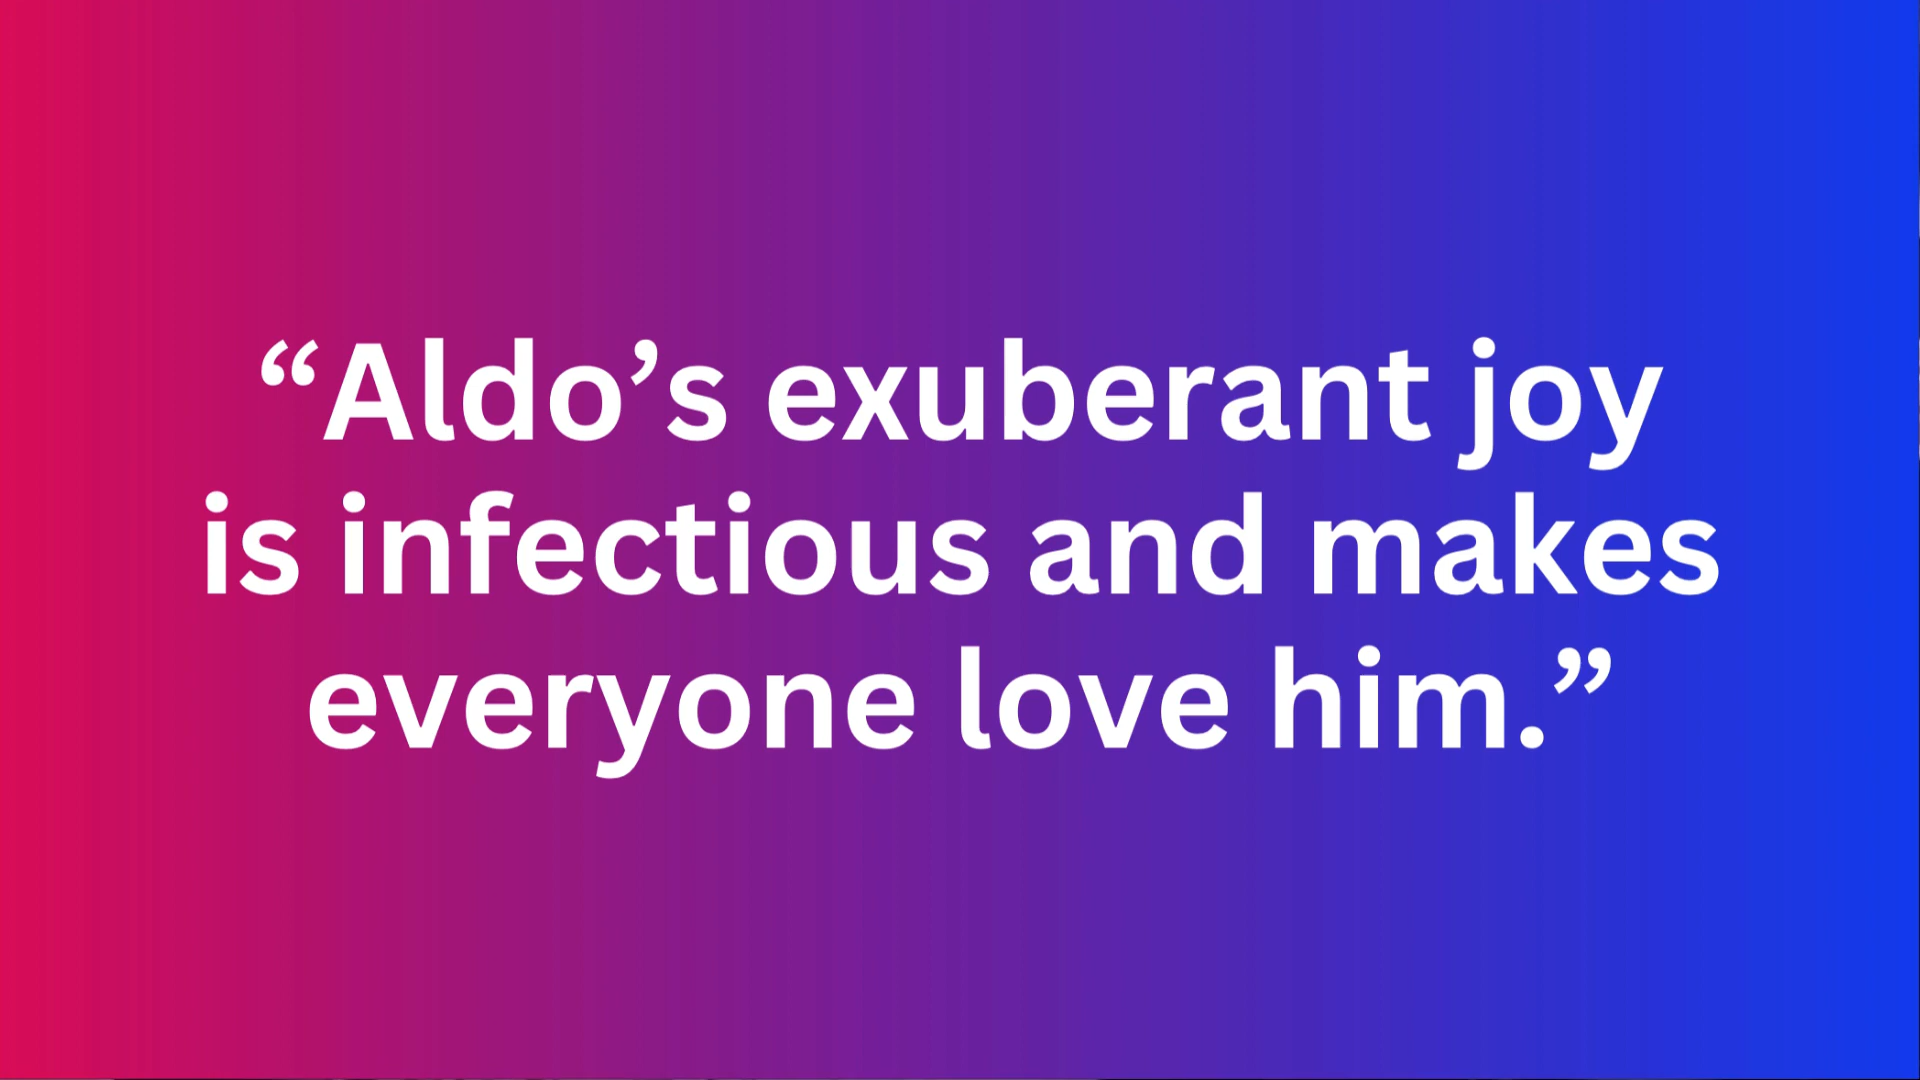 “Aldo’s exuberant joy
is infectious and makes
everyone love him.”